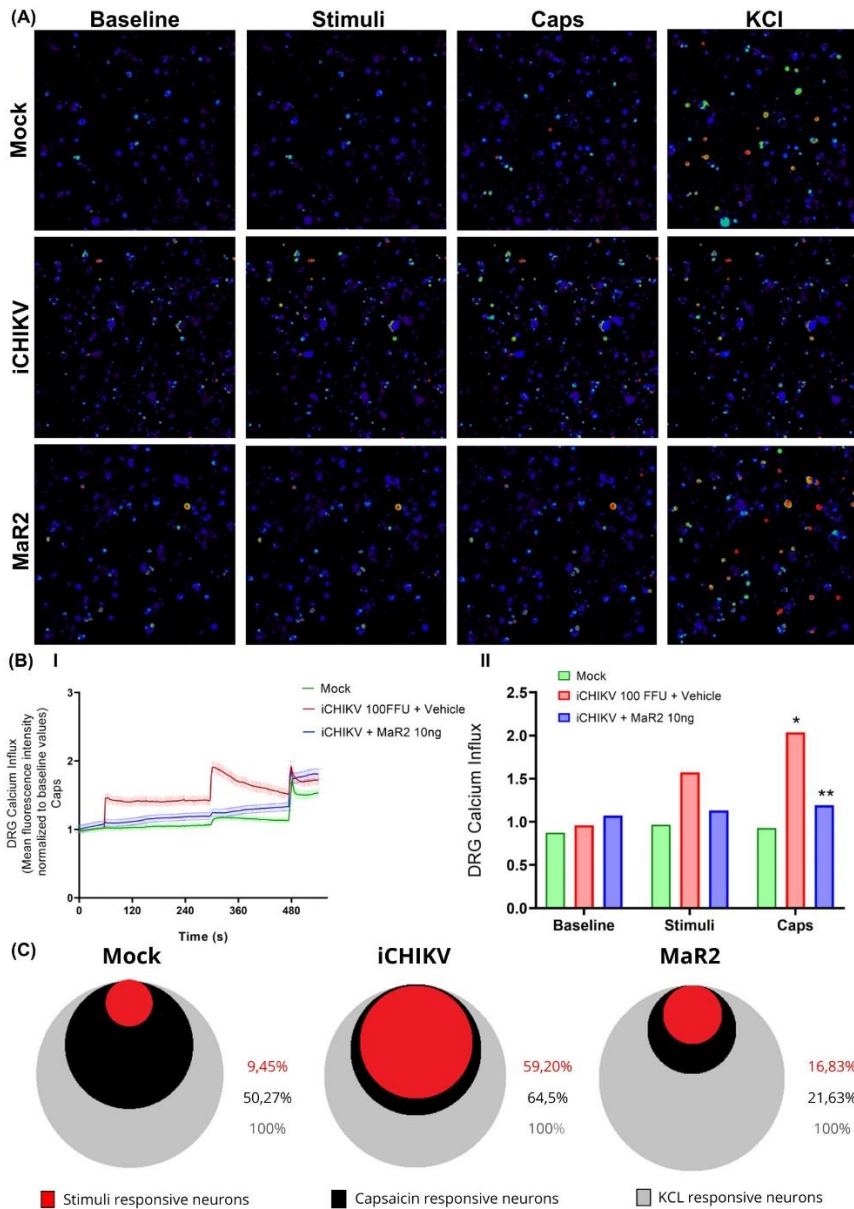 (A)
Baseline Stimuli Caps KCl
Mock
iCHIKV
MaR2
(B) I
DRG Calcium Influx
(Mean fluorescence intensity
normalized to baseline values)
Caps
3
2
1
0
0 120 240 360 480
Time (s)
Mock
iCHIKV 100FFU + Vehicle
iCHIKV + MaR2 10ng
II
Mock
iCHIKV 100 FFU + Vehicle
iCHIKV + MaR2 10ng
DRG Calcium Influx
2.5
2.0
1.5
1.0
0.5
0.0
*
**
Baseline Stimuli Caps
(C)
Mock iCHIKV MaR2
9,45% 59,20% 16,83%
50,27% 64,5% 21,63%
100% 100% 100%
Stimuli responsive neurons Capsaicin responsive neurons KCL responsive neurons